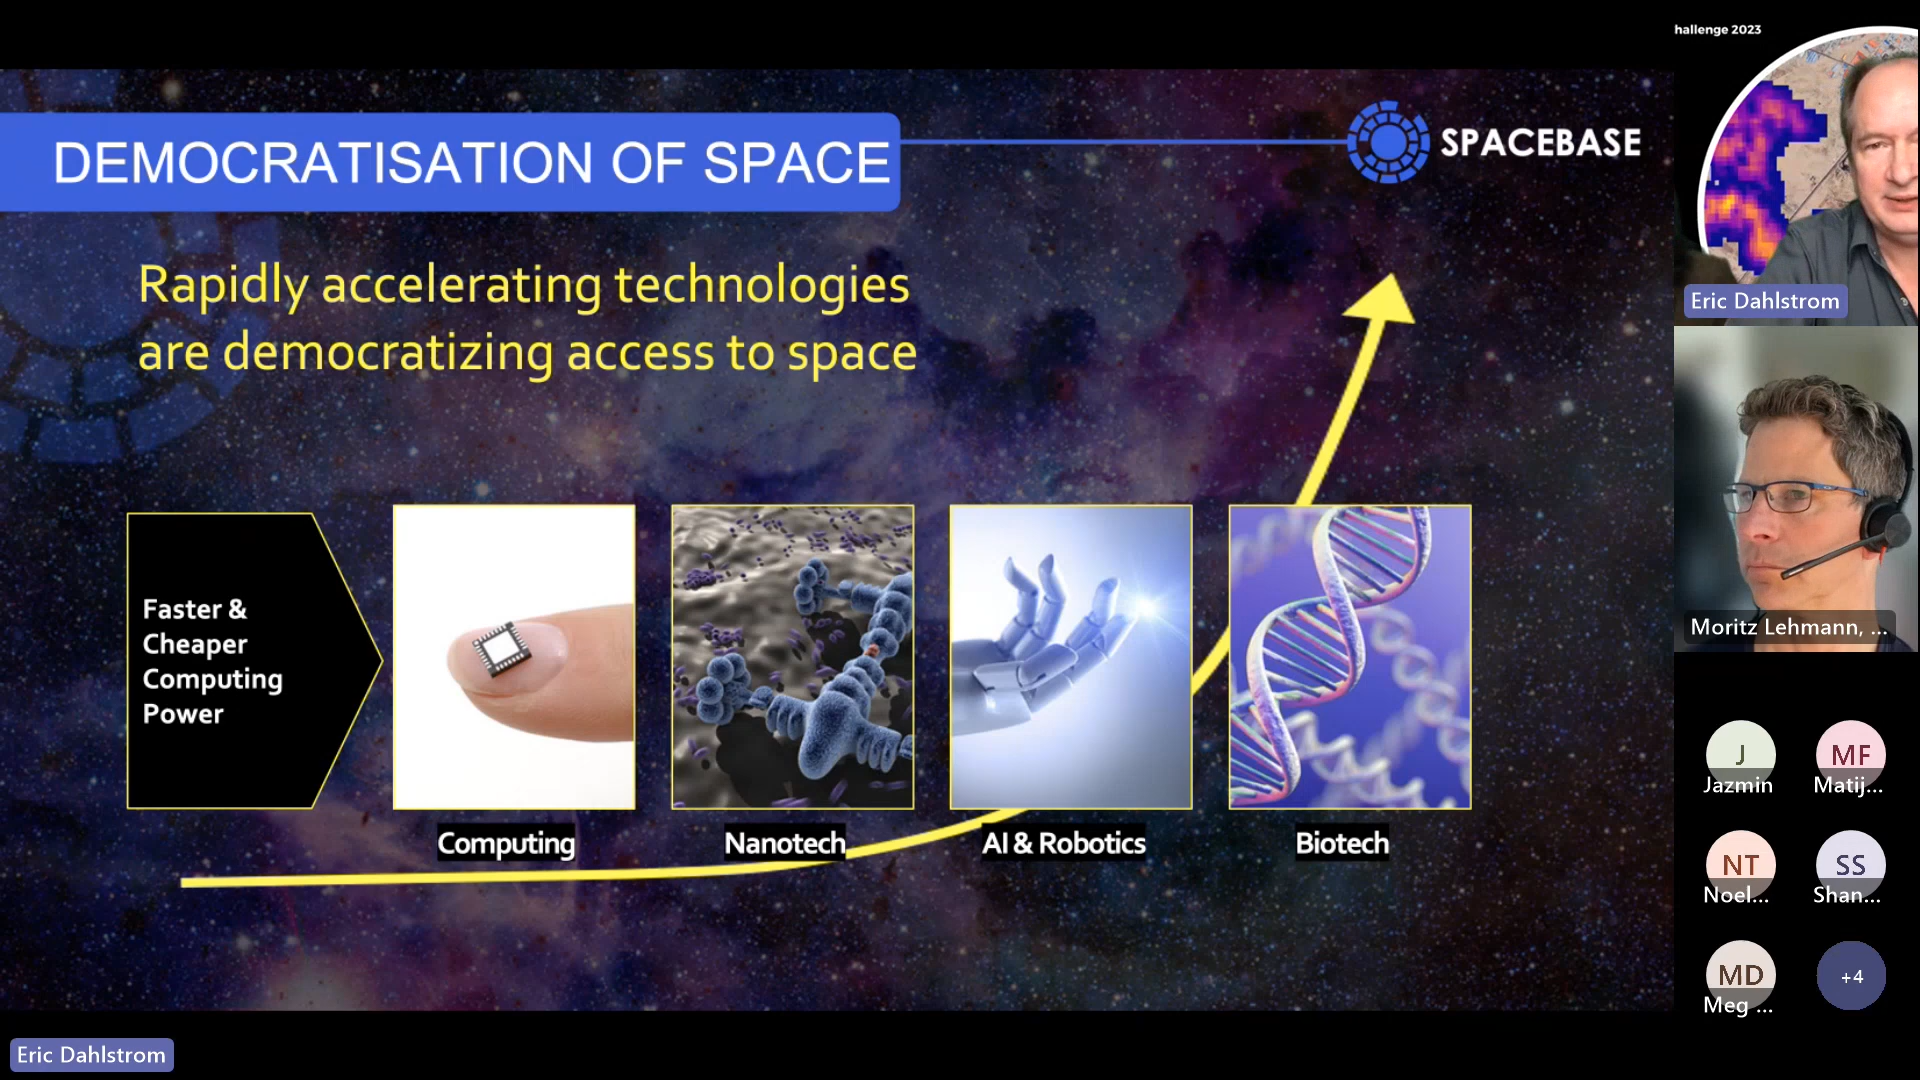 hallenge 2023
DEMOCRATISATION OF SPACE
SPACEBASE
Rapidly accelerating technologies
are democratizing access to space
Faster &
Cheaper
Computing
Power
Computing
Nanotech
AI & Robotics
Biotech
Eric Dahlstrom
Moritz Lehmann, ...
J
Jazmin
MF
Matij...
NT
Noel...
SS
Shan...
MD
Meg ...
+4
Eric Dahlstrom